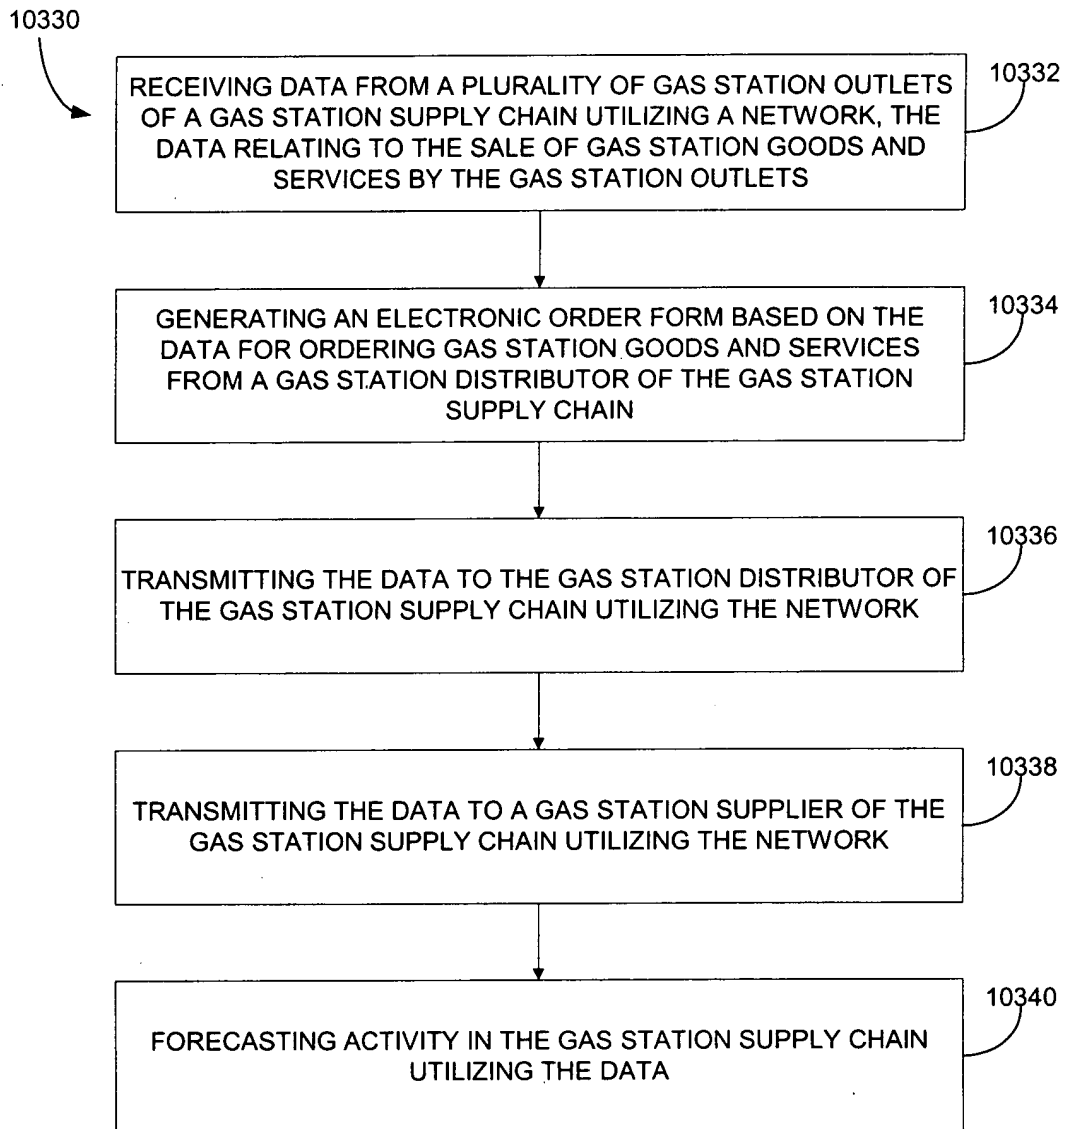 10330
RECEIVING DATA FROM A PLURALITY OF GAS STATION OUTLETS
OF A GAS STATION SUPPLY CHAIN UTILIZING A NETWORK, THE
DATA RELATING TO THE SALE OF GAS STATION GOODS AND
SERVICES BY THE GAS STATION OUTLETS
10332
GENERATING AN ELECTRONIC ORDER FORM BASED ON THE
DATA FOR ORDERING GAS STATION GOODS AND SERVICES
FROM A GAS STATION DISTRIBUTOR OF THE GAS STATION
SUPPLY CHAIN
10334
TRANSMITTING THE DATA TO THE GAS STATION DISTRIBUTOR OF
THE GAS STATION SUPPLY CHAIN UTILIZING THE NETWORK
10336
TRANSMITTING THE DATA TO A GAS STATION SUPPLIER OF THE
GAS STATION SUPPLY CHAIN UTILIZING THE NETWORK
10338
FORECASTING ACTIVITY IN THE GAS STATION SUPPLY CHAIN
UTILIZING THE DATA
10340